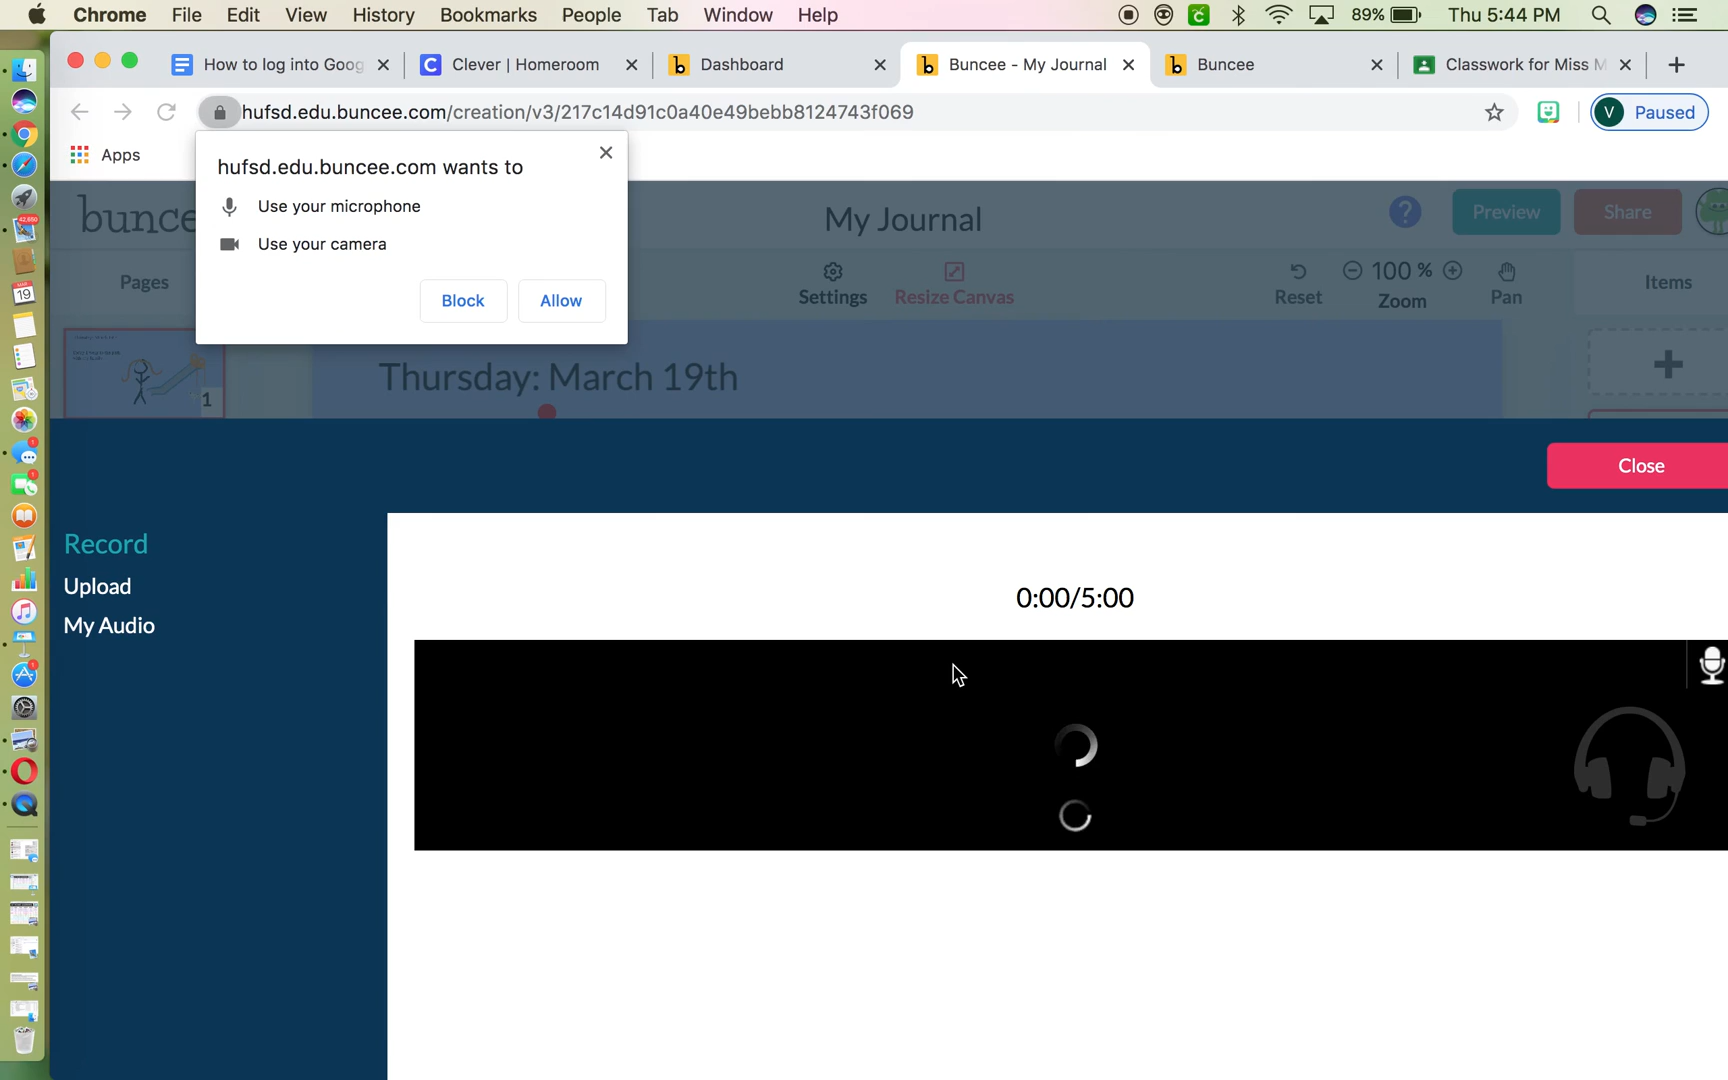 Chrome File Edit View History Bookmarks People Tab Window Help 89% Thu 5:44 PM
How to log into Goog Clever | Homeroom Dashboard Buncee - My Journal Buncee Classwork for Miss M
hufsd.edu.buncee.com/creation/v3/217c14d91c0a40e49bebb8124743f069 V Paused
Apps
hufsd.edu.buncee.com wants to
Use your microphone
Use your camera
Block Allow
bunce My Journal ? Preview Share
Pages Settings Resize Canvas Reset 100 % Zoom Pan Items
Thursday: March 19th
1
Close
Record
Upload
My Audio
0:00/5:00